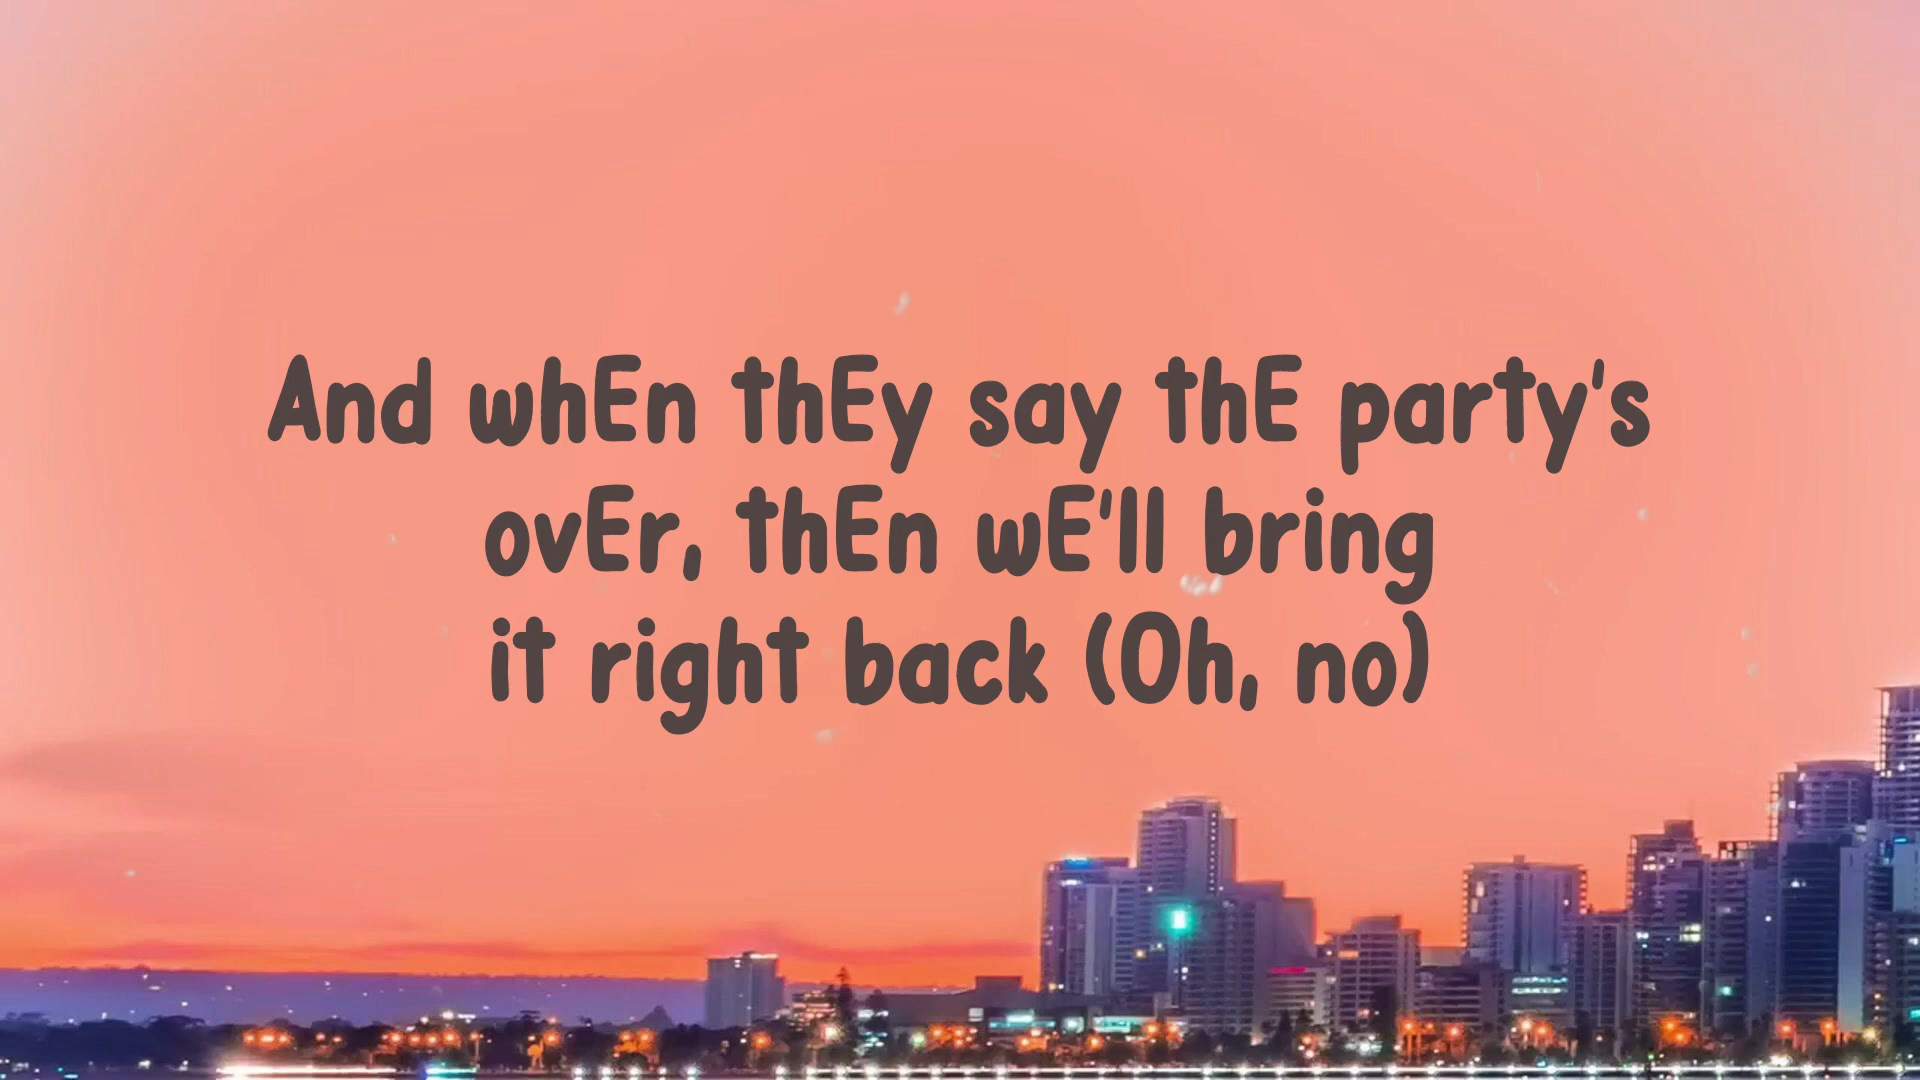 And whEn thEy say thE party's
ovEr, thEn wE'll bring
it right back (Oh, no)